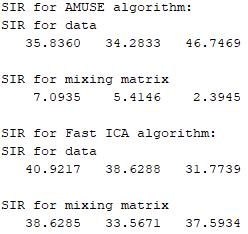 SIR for AMUSE algorithm:
SIR for data
35.8360 34.2833 46.7469
SIR for mixing matrix
7.0935 5.4146 2.3945
SIR for Fast ICA algorithm:
SIR for data
40.9217 38.6288 31.7739
SIR for mixing matrix
38.6285 33.5671 37.5934